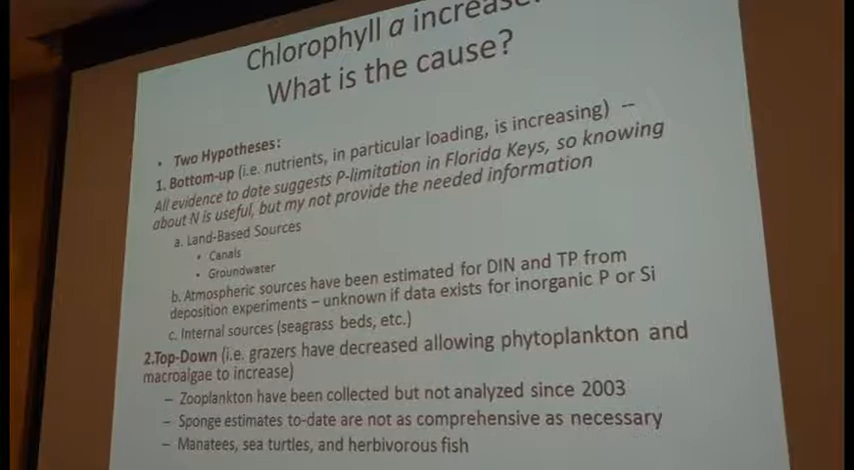 Chlorophyll a increase
What is the cause?
• Two Hypotheses:
1. Bottom-up (i.e. nutrients, in particular loading, is increasing) –
All evidence to date suggests P-limitation in Florida Keys, so knowing
about N is useful, but my not provide the needed information
a. Land-Based Sources
• Canals
• Groundwater
b. Atmospheric sources have been estimated for DIN and TP from
deposition experiments – unknown if data exists for inorganic P or Si
c. Internal sources (seagrass beds, etc.)
2.Top-Down (i.e. grazers have decreased allowing phytoplankton and
macroalgae to increase)
– Zooplankton have been collected but not analyzed since 2003
– Sponge estimates to-date are not as comprehensive as necessary
– Manatees, sea turtles, and herbivorous fish